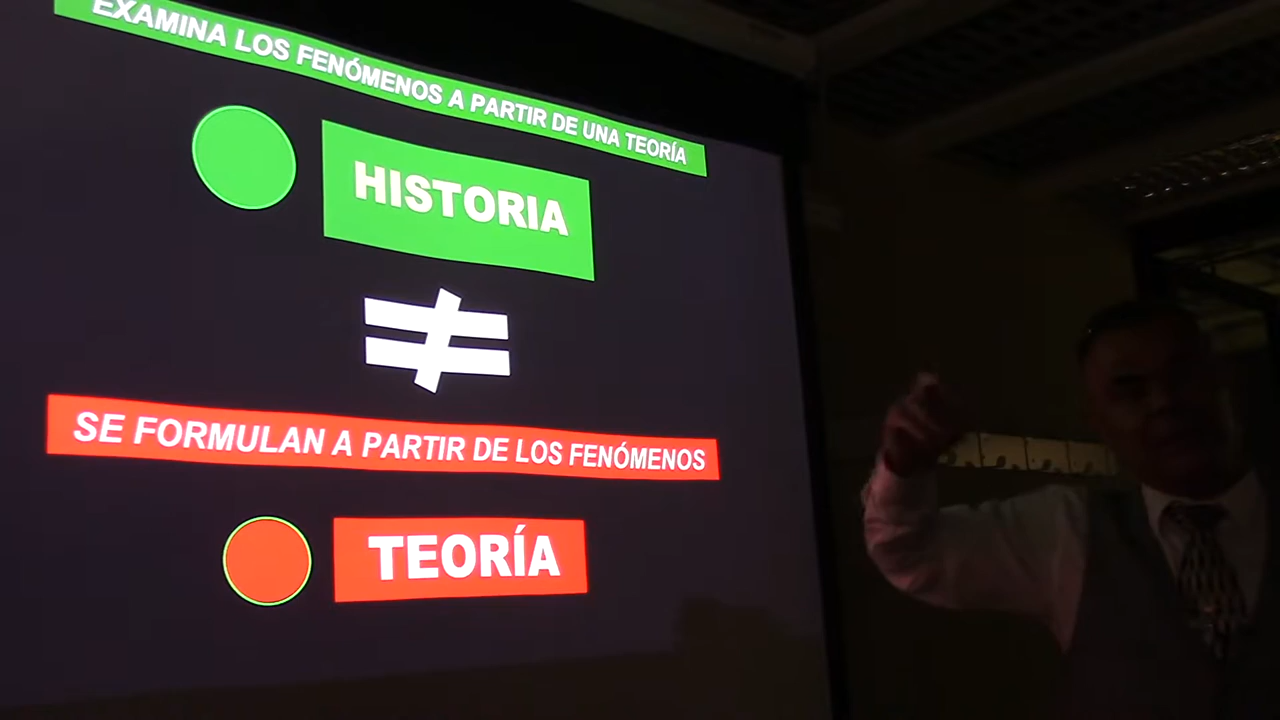 EXAMINA LOS FENÓMENOS A PARTIR DE UNA TEORÍA
HISTORIA
≠
SE FORMULAN A PARTIR DE LOS FENÓMENOS
TEORÍA